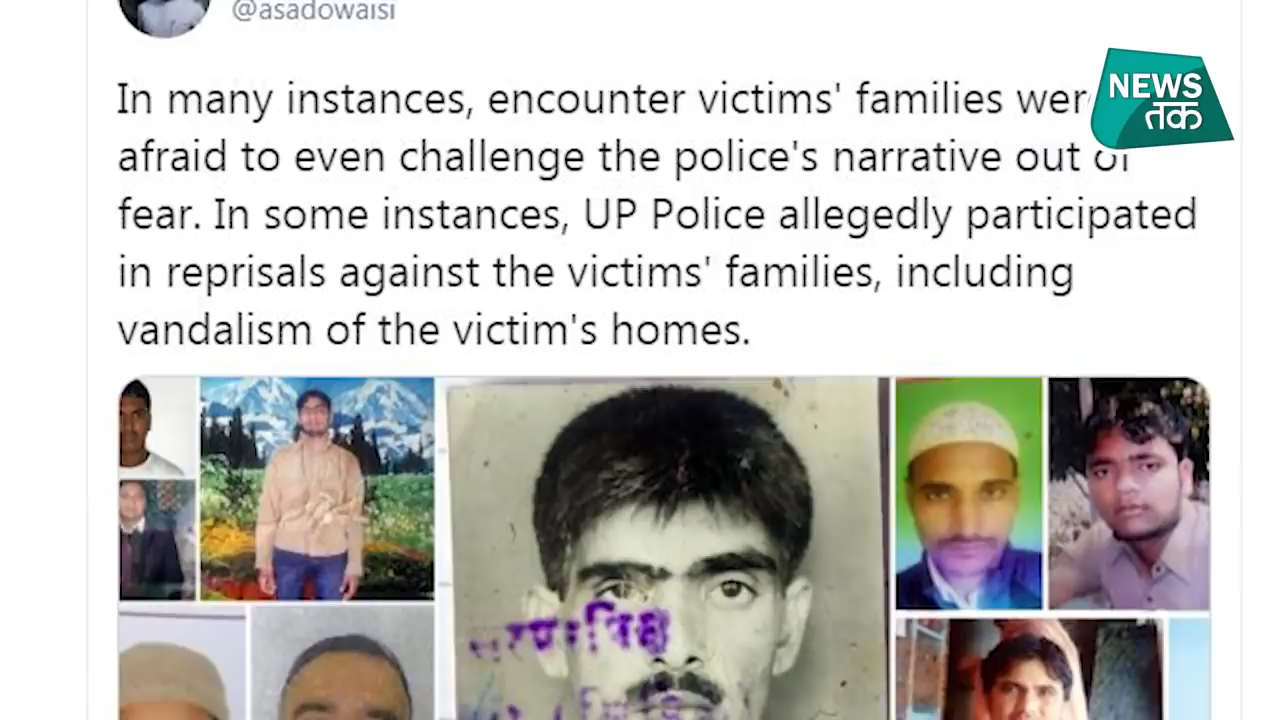 @asadowaisi
NEWS
तक
In many instances, encounter victims' families were
afraid to even challenge the police's narrative out of
fear. In some instances, UP Police allegedly participated
in reprisals against the victims' families, including
vandalism of the victim's homes.